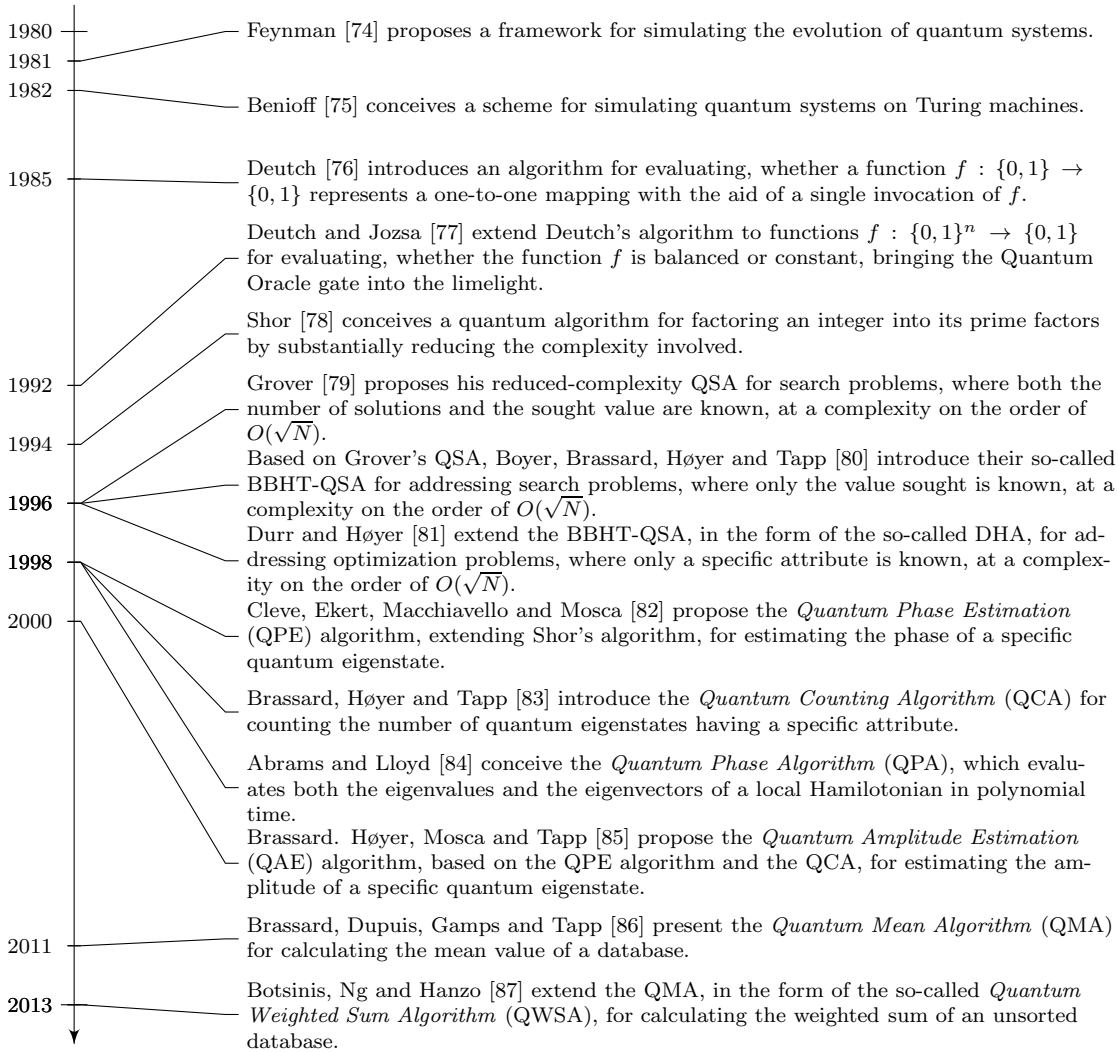 1980
1981
1982
1985
1992
1994
1996
1998
2000
2011
2013
Feynman [74] proposes a framework for simulating the evolution of quantum systems.
Benioff [75] conceives a scheme for simulating quantum systems on Turing machines.
Deutch [76] introduces an algorithm for evaluating, whether a function f : {0, 1} →
{0, 1} represents a one-to-one mapping with the aid of a single invocation of f.
Deutch and Jozsa [77] extend Deutch's algorithm to functions f : {0, 1}ⁿ → {0, 1}
for evaluating, whether the function f is balanced or constant, bringing the Quantum
Oracle gate into the limelight.
Shor [78] conceives a quantum algorithm for factoring an integer into its prime factors
by substantially reducing the complexity involved.
Grover [79] proposes his reduced-complexity QSA for search problems, where both the
number of solutions and the sought value are known, at a complexity on the order of
O(√N).
Based on Grover's QSA, Boyer, Brassard, Høyer and Tapp [80] introduce their so-called
BBHT-QSA for addressing search problems, where only the value sought is known, at a
complexity on the order of O(√N).
Durr and Høyer [81] extend the BBHT-QSA, in the form of the so-called DHA, for ad-
dressing optimization problems, where only a specific attribute is known, at a complex-
ity on the order of O(√N).
Cleve, Ekert, Macchiavello and Mosca [82] propose the Quantum Phase Estimation
(QPE) algorithm, extending Shor's algorithm, for estimating the phase of a specific
quantum eigenstate.
Brassard, Høyer and Tapp [83] introduce the Quantum Counting Algorithm (QCA) for
counting the number of quantum eigenstates having a specific attribute.
Abrams and Lloyd [84] conceive the Quantum Phase Algorithm (QPA), which evalu-
ates both the eigenvalues and the eigenvectors of a local Hamilotonian in polynomial
time.
Brassard. Høyer, Mosca and Tapp [85] propose the Quantum Amplitude Estimation
(QAE) algorithm, based on the QPE algorithm and the QCA, for estimating the am-
plitude of a specific quantum eigenstate.
Brassard, Dupuis, Gamps and Tapp [86] present the Quantum Mean Algorithm (QMA)
for calculating the mean value of a database.
Botsinis, Ng and Hanzo [87] extend the QMA, in the form of the so-called Quantum
Weighted Sum Algorithm (QWSA), for calculating the weighted sum of an unsorted
database.